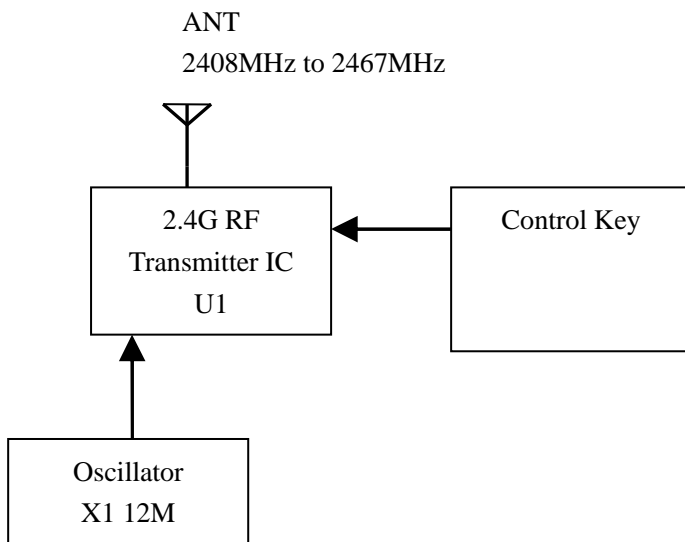 ANT
2408MHz to 2467MHz
2.4G RF
Transmitter IC
U1
Control Key
Oscillator
X1 12M